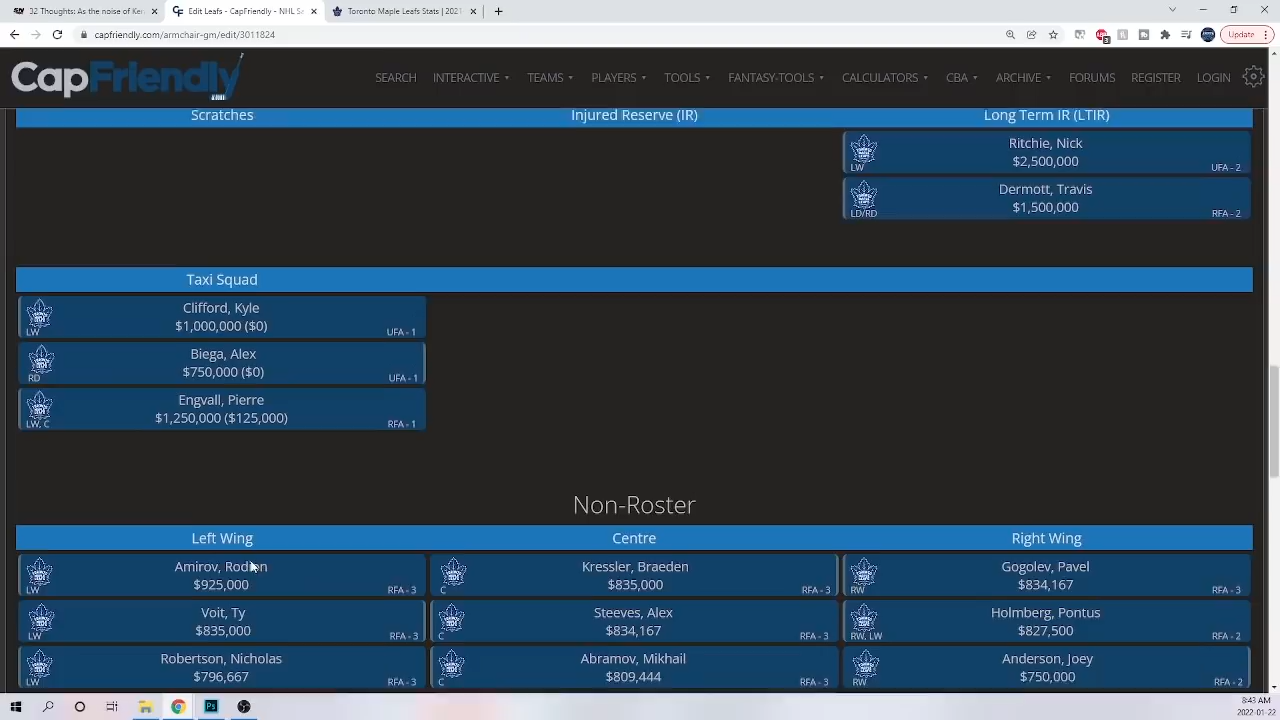 32 Thoughts: As the noise of Ken
Edit Leafs - CapFriendly - NHL Sa
Toronto Maple Leafs Stats | 2021
capfriendly.com/armchair-gm/edit/3011824
Update
CapFriendly
SEARCH
INTERACTIVE
TEAMS
PLAYERS
TOOLS
FANTASY-TOOLS
CALCULATORS
CBA
ARCHIVE
FORUMS
REGISTER
LOGIN
Scratches
Injured Reserve (IR)
Long Term IR (LTIR)
Ritchie, Nick
$2,500,000
LW
UFA - 2
Dermott, Travis
$1,500,000
LD/RD
RFA - 2
Taxi Squad
Clifford, Kyle
$1,000,000 ($0)
LW
UFA - 1
Biega, Alex
$750,000 ($0)
RD
UFA - 1
Engvall, Pierre
$1,250,000 ($125,000)
LW, C
RFA - 1
Non-Roster
Left Wing
Centre
Right Wing
Amirov, Rodion
$925,000
LW
RFA - 3
Kressler, Braeden
$835,000
C
RFA - 3
Gogolev, Pavel
$834,167
RW
RFA - 3
Voit, Ty
$835,000
LW
RFA - 3
Steeves, Alex
$834,167
C
RFA - 3
Holmberg, Pontus
$827,500
RW, LW
RFA - 2
Robertson, Nicholas
$796,667
LW
RFA - 3
Abramov, Mikhail
$809,444
C
RFA - 3
Anderson, Joey
$750,000
RW
RFA - 2
8:43 AM
2022-01-22